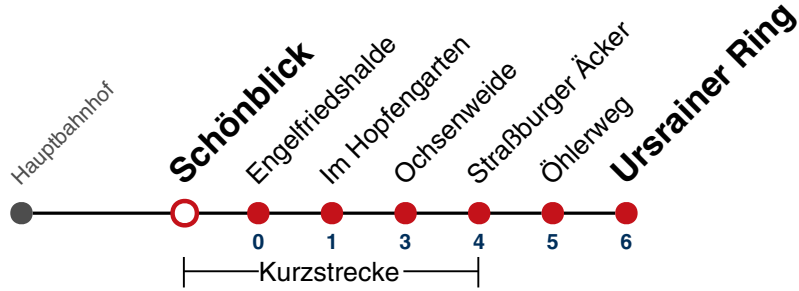 Hauptbahnhof
Schönblick
Engelfriedshalde
Im Hopfengarten
Ochsenweide
Straßburger Äcker
Öhlerweg
Ursrainer Ring
0 1 3 4 5 6
Kurzstrecke